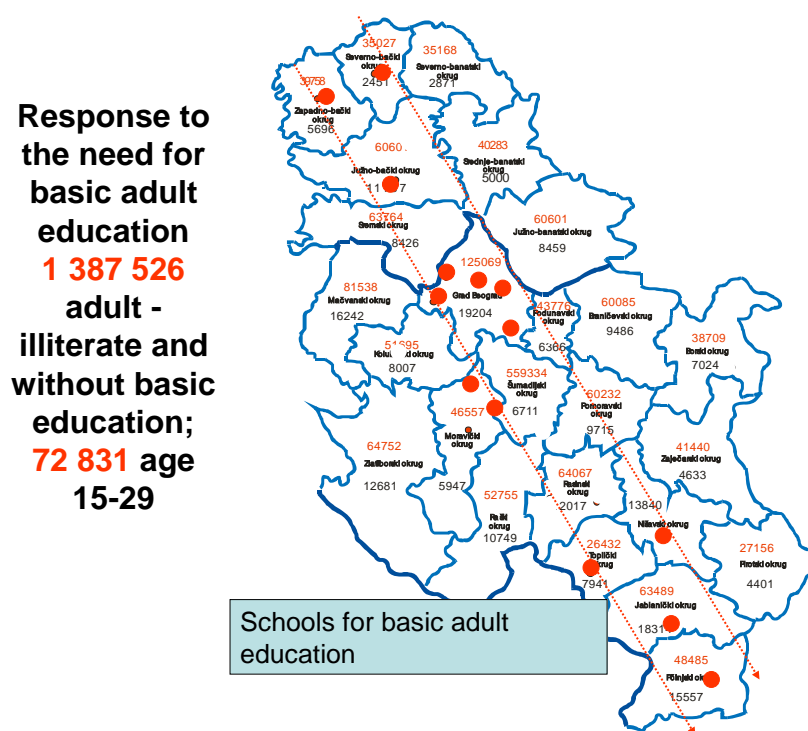 Response to
the need for
basic adult
education
1 387 526
adult -
illiterate and
without basic
education;
72 831 age
15-29
35027
Severno-bački
okrug
2451
35168
Severno-banatski
okrug
2871
Zapadno-bački
okrug
5696
Južno-bački okrug
40283
Srednje-banatski
okrug
5000
63764
Sremski okrug
8426
60601
Južno-banatski okrug
8459
125069
Grad Beograd
19204
81538
Mačvanski okrug
16242
43776
Podunavski
okrug
6366
60085
Braničevski okrug
9486
38709
Borski okrug
7024
okrug
8007
559334
Šumadijski
okrug
6711
60232
Pomoravski
okrug
9715
46557
Moravički
okrug
5947
64752
Zlatiborski okrug
12681
41440
Zaječarski okrug
4633
64067
Rasinski
okrug
2017
52755
Raški
okrug
10749
13840
Nišavski okrug
26432
Toplički
okrug
7941
27156
Pirotski okrug
4401
63489
Jablanički okrug
48485
Pčinjski
15557
Schools for basic adult
education